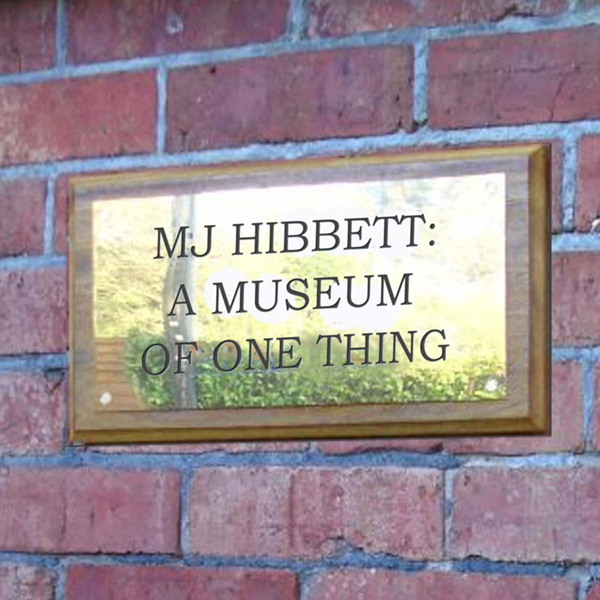 MJ HIBBETT:
A MUSEUM
OF ONE THING